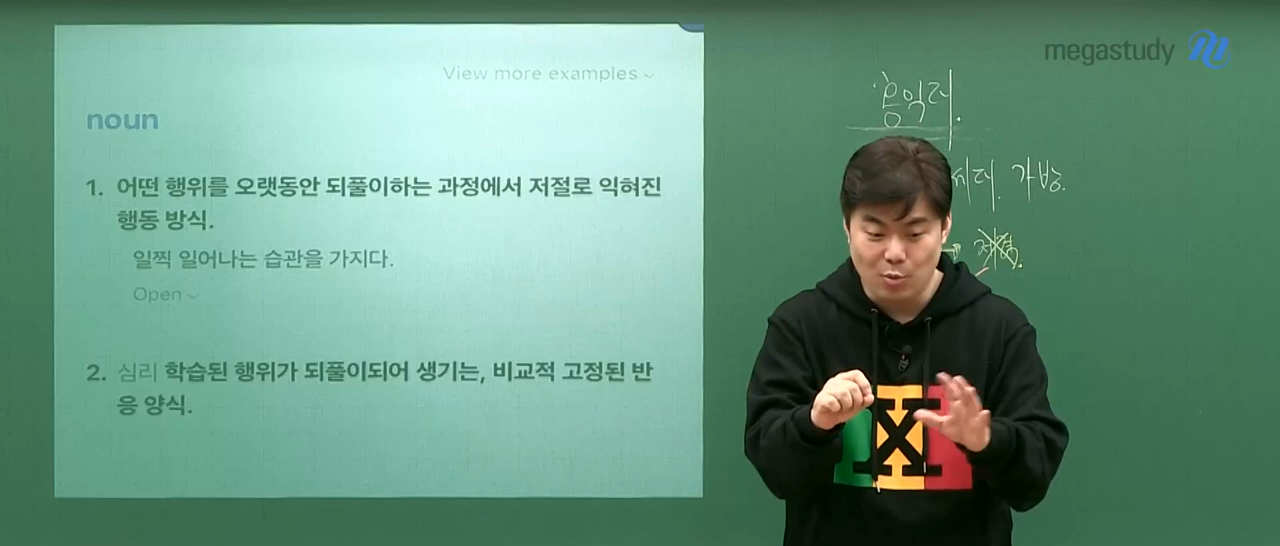 View more examples
noun
1. 어떤 행위를 오랫동안 되풀이하는 과정에서 저절로 익혀진
행동 방식.
일찍 일어나는 습관을 가지다.
Open
2. 심리 학습된 행위가 되풀이되어 생기는, 비교적 고정된 반
응 양식.
megastudy
가방.
X